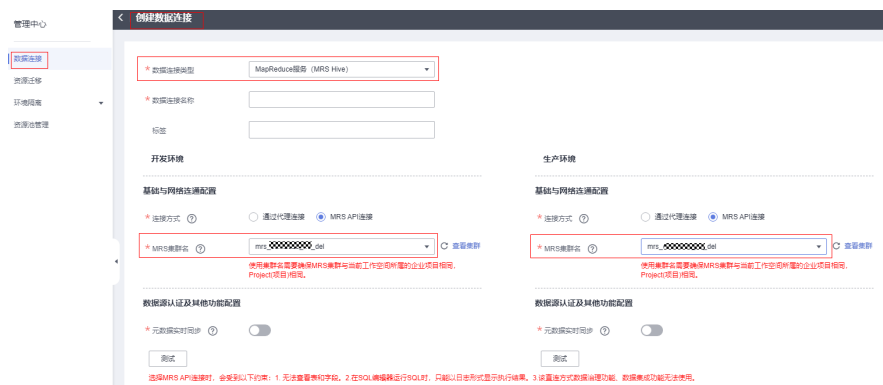 管理中心
创建数据连接
数据连接
资源迁移
环境隔离
资源池管理
* 数据连接类型 MapReduce服务 (MRS Hive)
* 数据连接名称
标签
开发环境 生产环境
基础与网络连通配置 基础与网络连通配置
* 连接方式 通过代理连接 MRS API连接 * 连接方式 通过代理连接 MRS API连接
* MRS集群名 mrs_ _del 查看集群 * MRS集群名 mrs_ _del 查看集群
使用集群名需要确保MRS集群与当前工作空间所属的企业项目相同、 使用集群名需要确保MRS集群与当前工作空间所属的企业项目相同、
Project(项目)相同。 Project(项目)相同。
数据源认证及其他功能配置 数据源认证及其他功能配置
* 元数据实时同步 * 元数据实时同步
测试 测试
选择MRS API连接时，会受到以下约束：1. 无法查看表和字段。2.在SQL编辑器运行SQL时，只能以日志形式显示执行结果。3.该直连方式数据治理功能、数据集成功能无法使用。